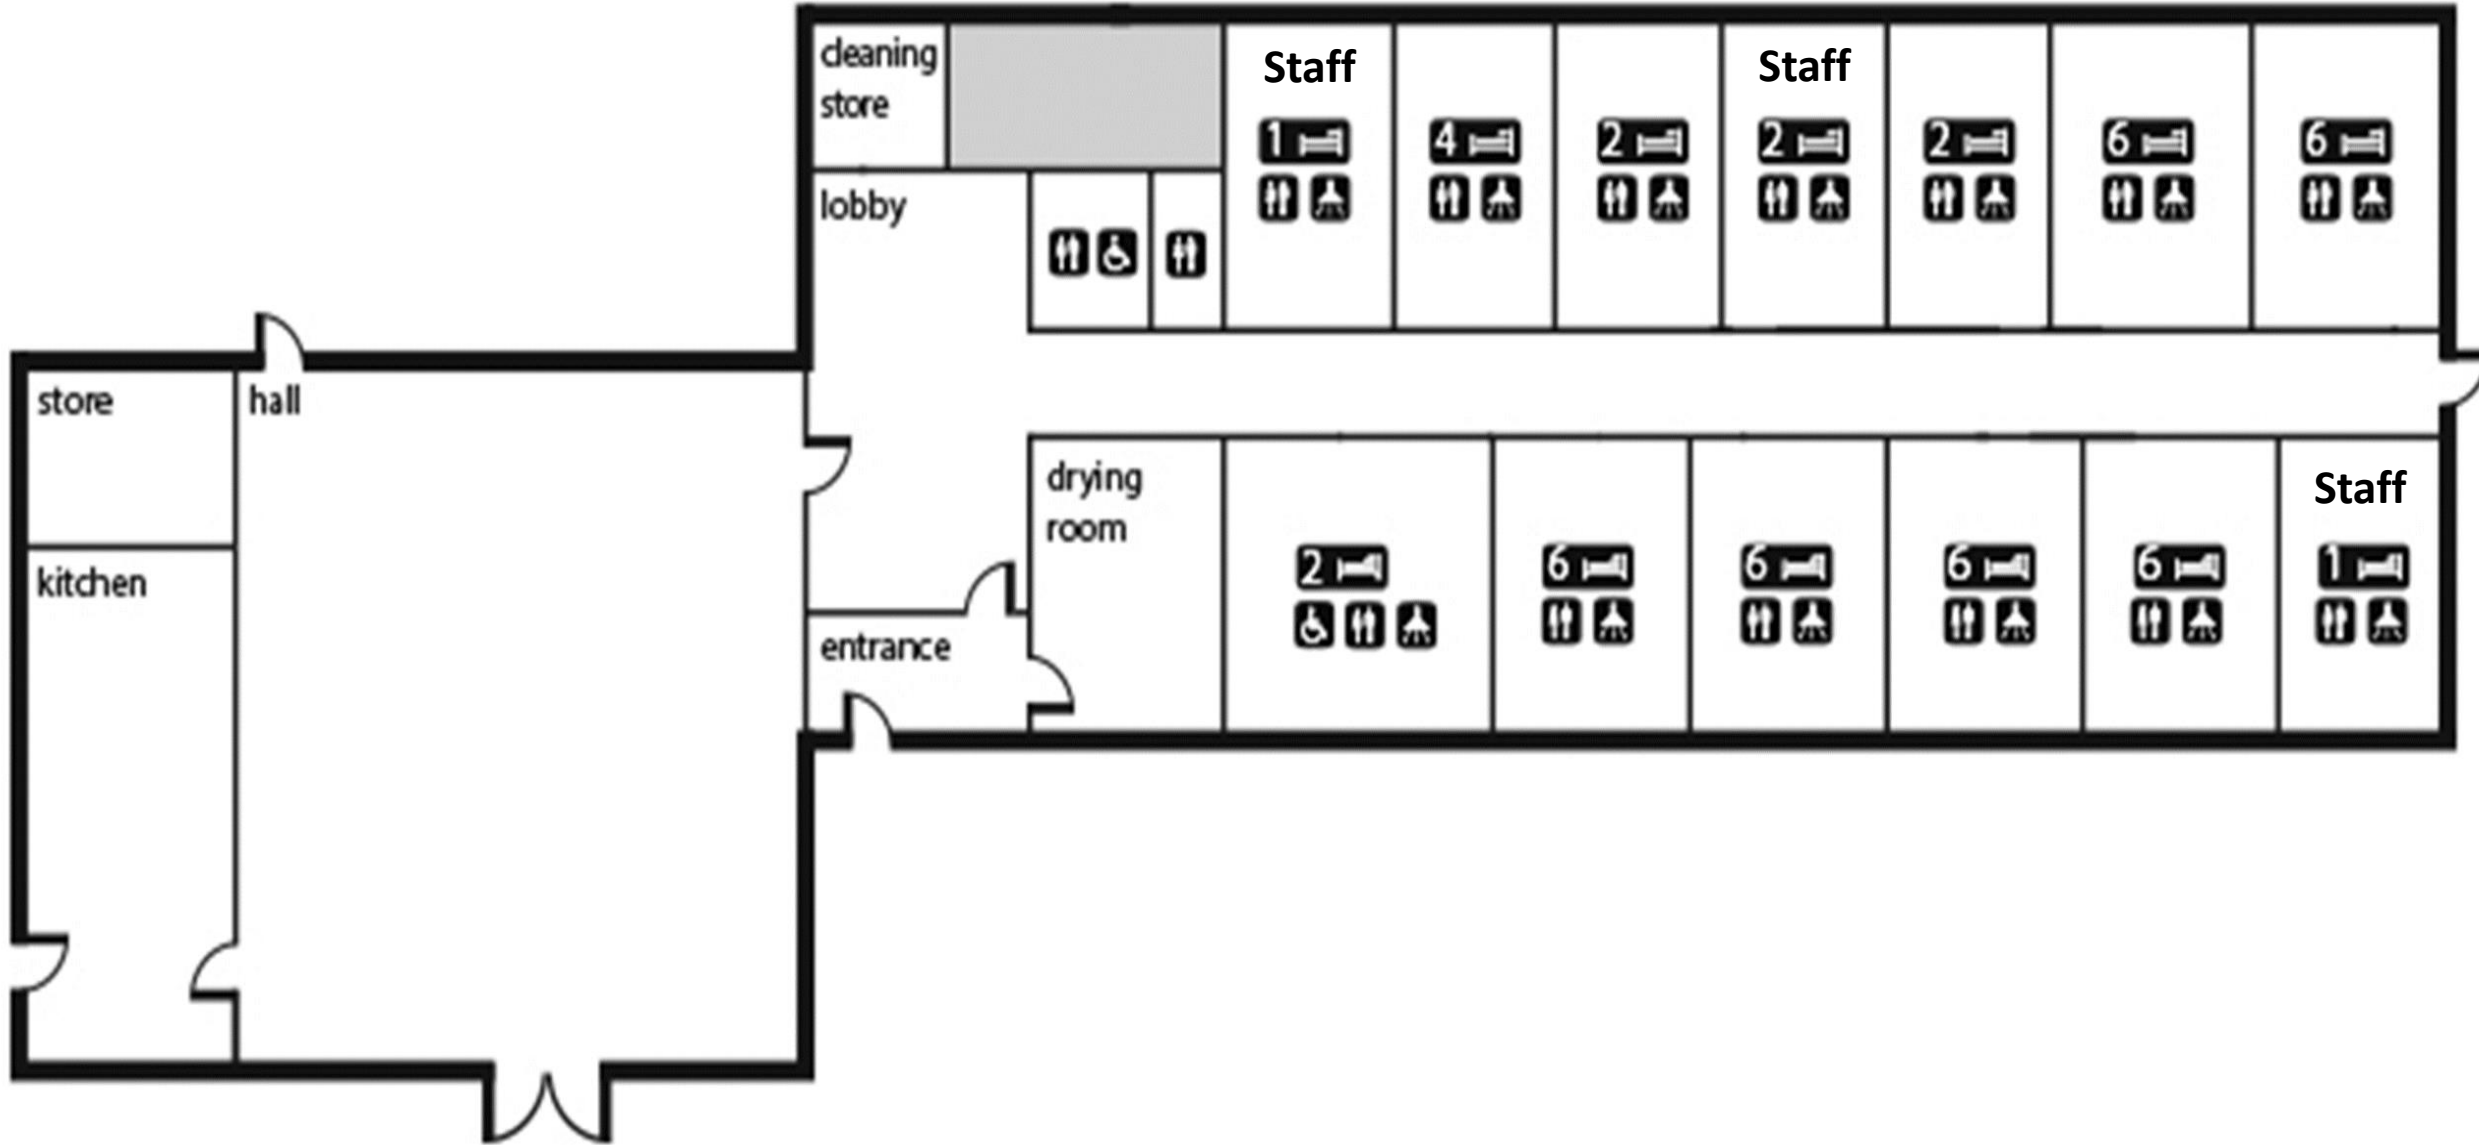 cleaning
store
Staff
Staff
1
4
2
2
2
6
6
lobby
store
hall
drying
room
Staff
kitchen
2
6
6
6
6
1
entrance